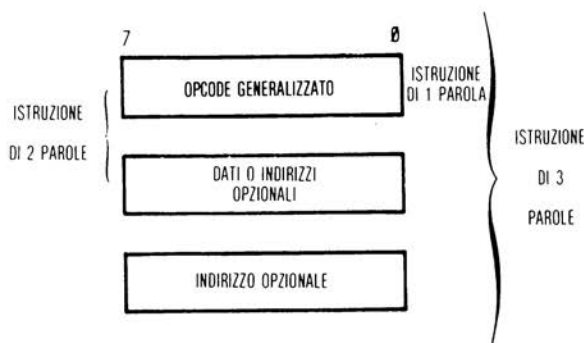 7 0
OPCODE GENERALIZZATO
ISTRUZIONE
DI 1 PAROLA
ISTRUZIONE
DI 2 PAROLE
DATI O INDIRIZZI
OPZIONALI
ISTRUZIONE
DI 3
PAROLE
INDIRIZZO OPZIONALE